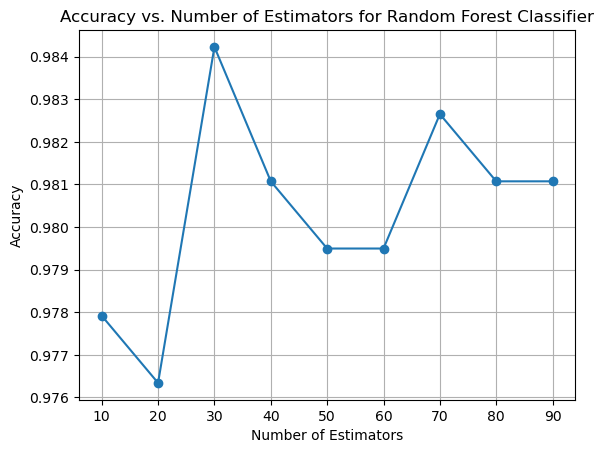 Accuracy vs. Number of Estimators for Random Forest Classifier
0.984
0.983
0.982
0.981
0.980
0.979
0.978
0.977
0.976
Accuracy
10 20 30 40 50 60 70 80 90
Number of Estimators